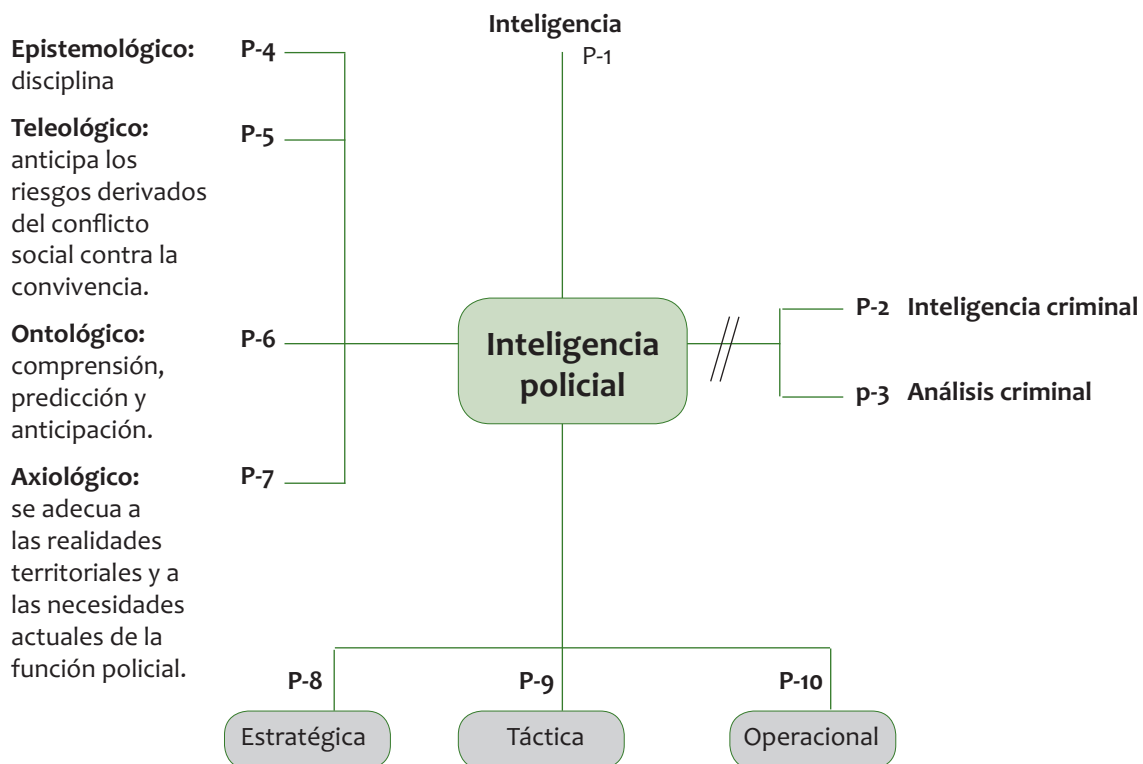 Inteligencia
P-1
Epistemológico:
disciplina
P-4
Teleológico:
anticipa los
riesgos derivados
del conflicto
social contra la
convivencia.
P-5
Ontológico:
comprensión,
predicción y
anticipación.
P-6
Axiológico:
se adecua a
las realidades
territoriales y a
las necesidades
actuales de la
función policial.
P-7
Inteligencia
policial
P-2 Inteligencia criminal
p-3 Análisis criminal
P-8
Estratégica
P-9
Táctica
P-10
Operacional